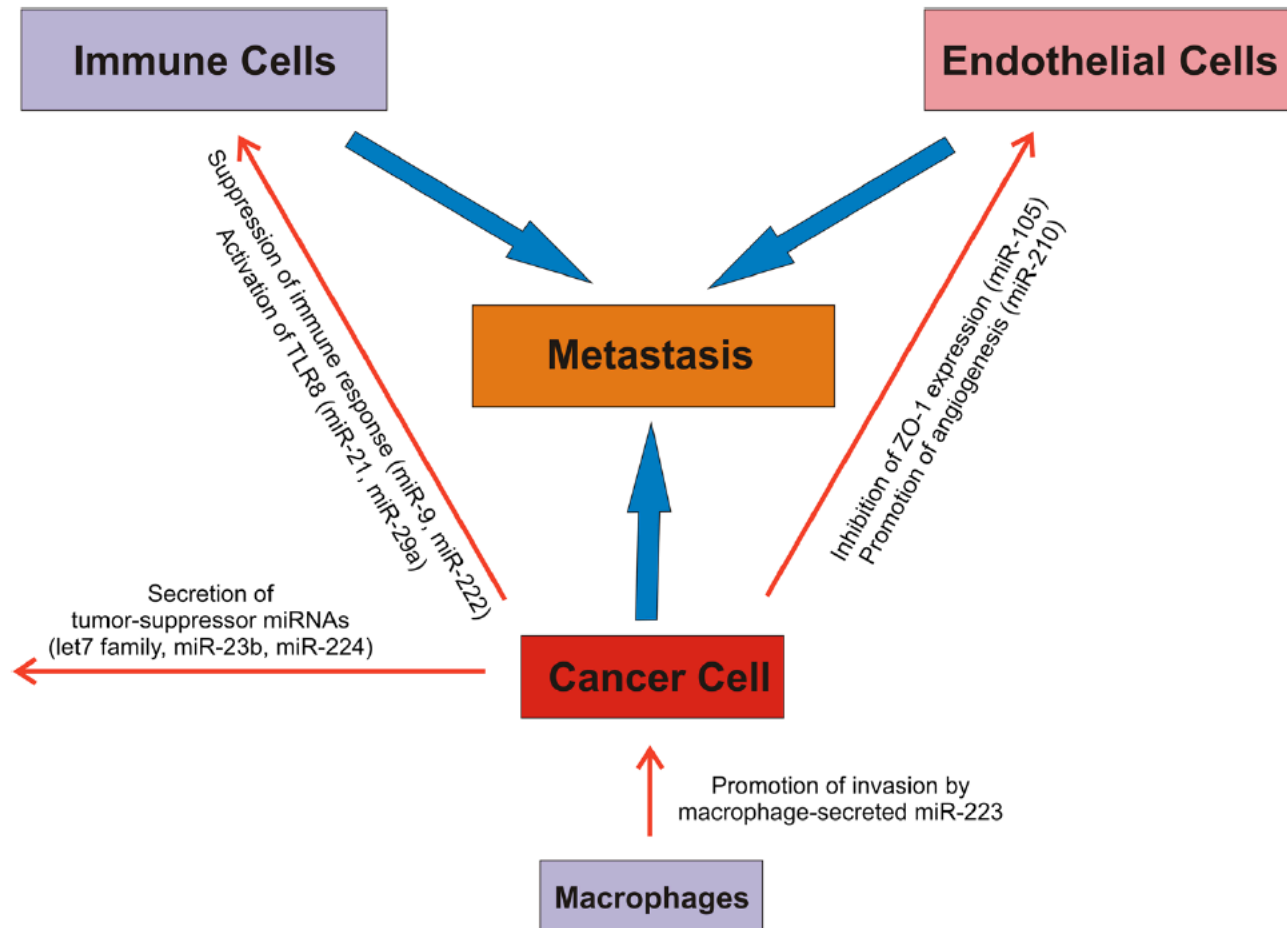 Immune Cells
Endothelial Cells
Suppression of immune response (miR-9, miR-222)
Activation of TLR8 (miR-21, miR-29a)
Inhibition of ZO-1 expression (miR-105)
Promotion of angiogenesis (miR-210)
Metastasis
Secretion of
tumor-suppressor miRNAs
(let7 family, miR-23b, miR-224)
Cancer Cell
Promotion of invasion by
macrophage-secreted miR-223
Macrophages